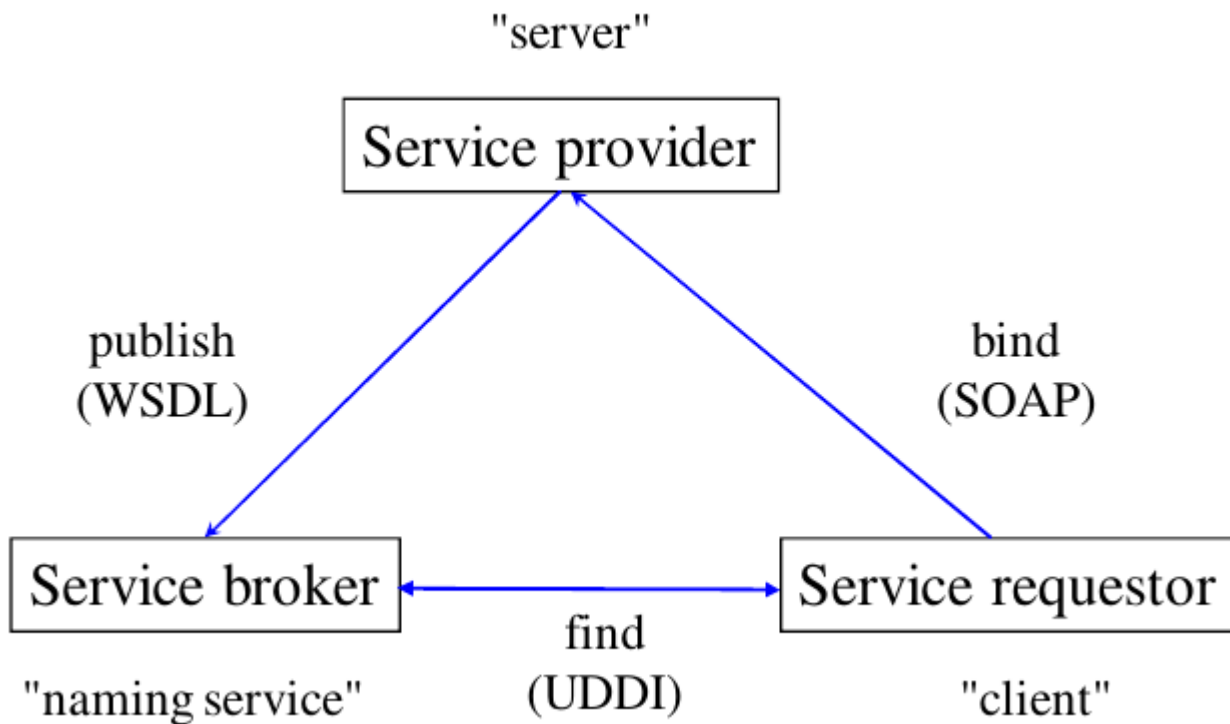 "server"
Service provider
publish
(WSDL)
bind
(SOAP)
Service broker
Service requestor
find
(UDDI)
"naming service"
"client"